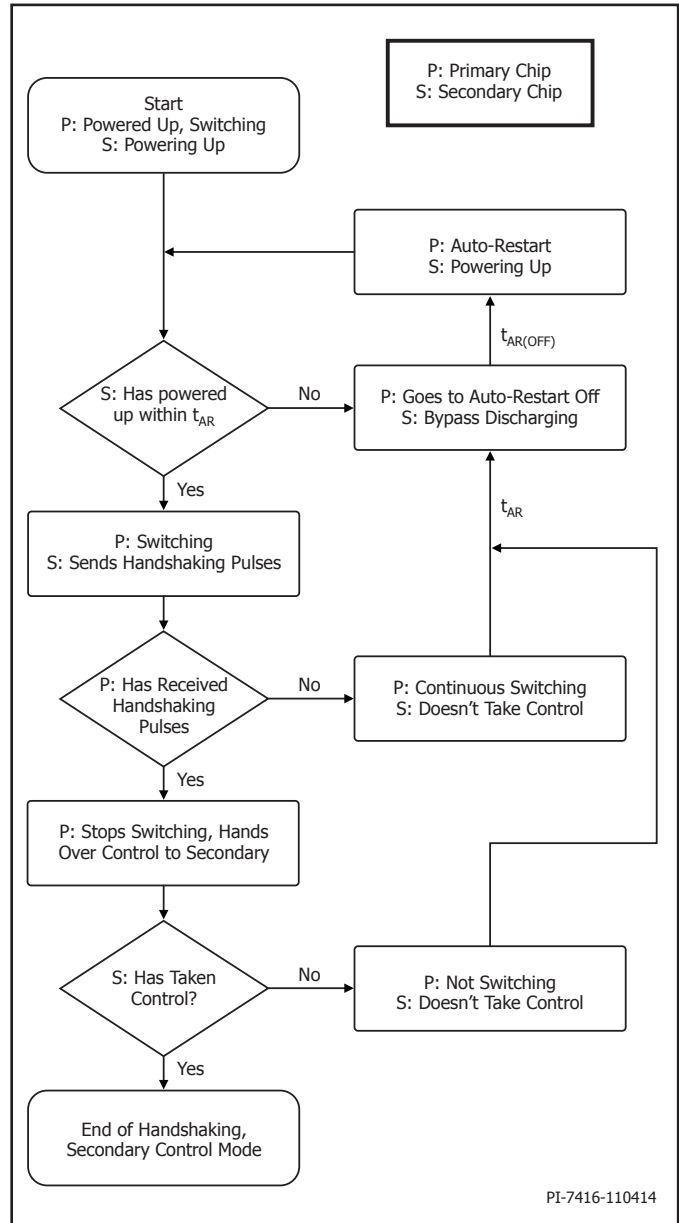 P: Primary Chip
S: Secondary Chip
Start
P: Powered Up, Switching
S: Powering Up
P: Auto-Restart
S: Powering Up
tAR(OFF)
S: Has powered
up within tAR
No
P: Goes to Auto-Restart Off
S: Bypass Discharging
Yes
tAR
P: Switching
S: Sends Handshaking Pulses
P: Has Received
Handshaking
Pulses
No
P: Continuous Switching
S: Doesn't Take Control
Yes
P: Stops Switching, Hands
Over Control to Secondary
S: Has Taken
Control?
No
P: Not Switching
S: Doesn't Take Control
Yes
End of Handshaking,
Secondary Control Mode
PI-7416-110414